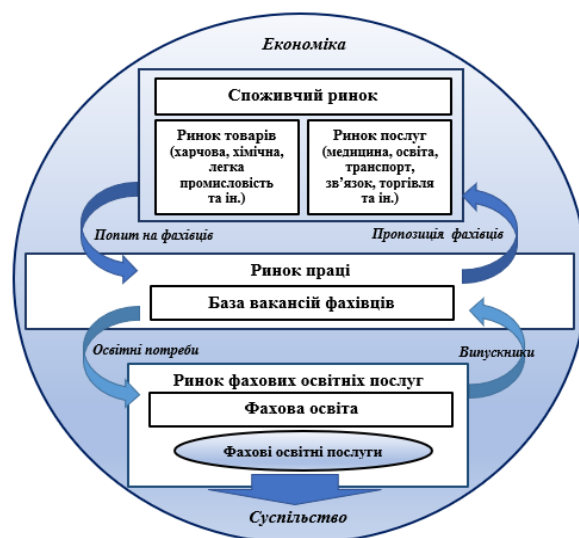 Економіка
Споживчий ринок
Ринок товарів
(харчова, хімічна,
легка
промисловість
та ін.)
Ринок послуг
(медицина, освіта,
транспорт,
зв’язок, торгівля
та ін.)
Попит на фахівців
Пропозиція фахівців
Ринок праці
База вакансій фахівців
Освітні потреби
Випускники
Ринок фахових освітніх послуг
Фахова освіта
Фахові освітні послуги
Суспільство